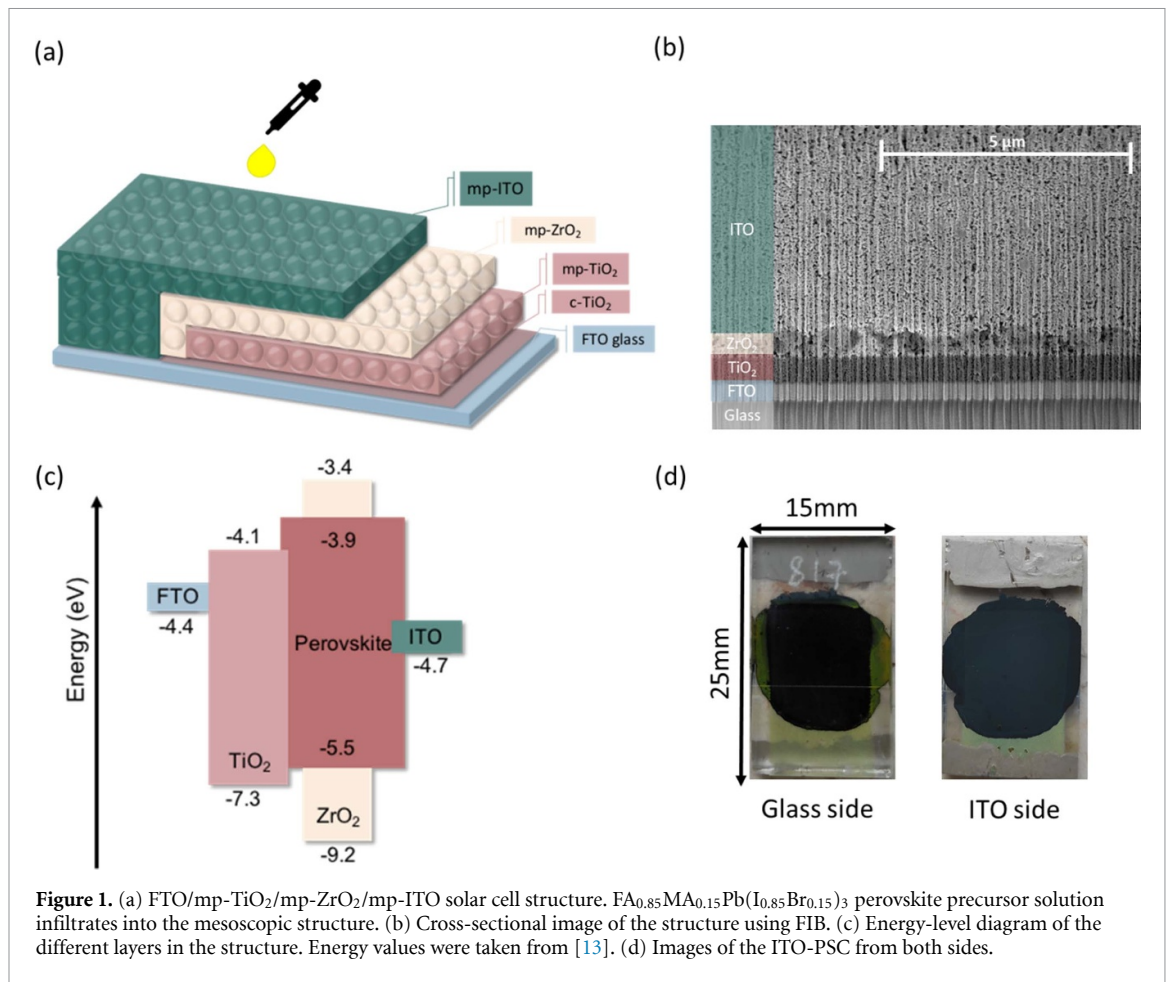 (a)
mp-ITO
mp-ZrO₂
mp-TiO₂
c-TiO₂
FTO glass
(b)
5 μm
ITO
ZrO₂
TiO₂
FTO
Glass
(c)
Energy (eV)
-3.4
-4.1
-3.9
FTO
-4.4
Perovskite
ITO
-4.7
-5.5
TiO₂
-7.3
ZrO₂
-9.2
(d)
15mm
25mm
817
Glass side
ITO side
Figure 1. (a) FTO/mp-TiO₂/mp-ZrO₂/mp-ITO solar cell structure. FA₀.₈₅MA₀.₁₅Pb(I₀.₈₅Br₀.₁₅)₃ perovskite precursor solution
infiltrates into the mesoscopic structure. (b) Cross-sectional image of the structure using FIB. (c) Energy-level diagram of the
different layers in the structure. Energy values were taken from [13]. (d) Images of the ITO-PSC from both sides.